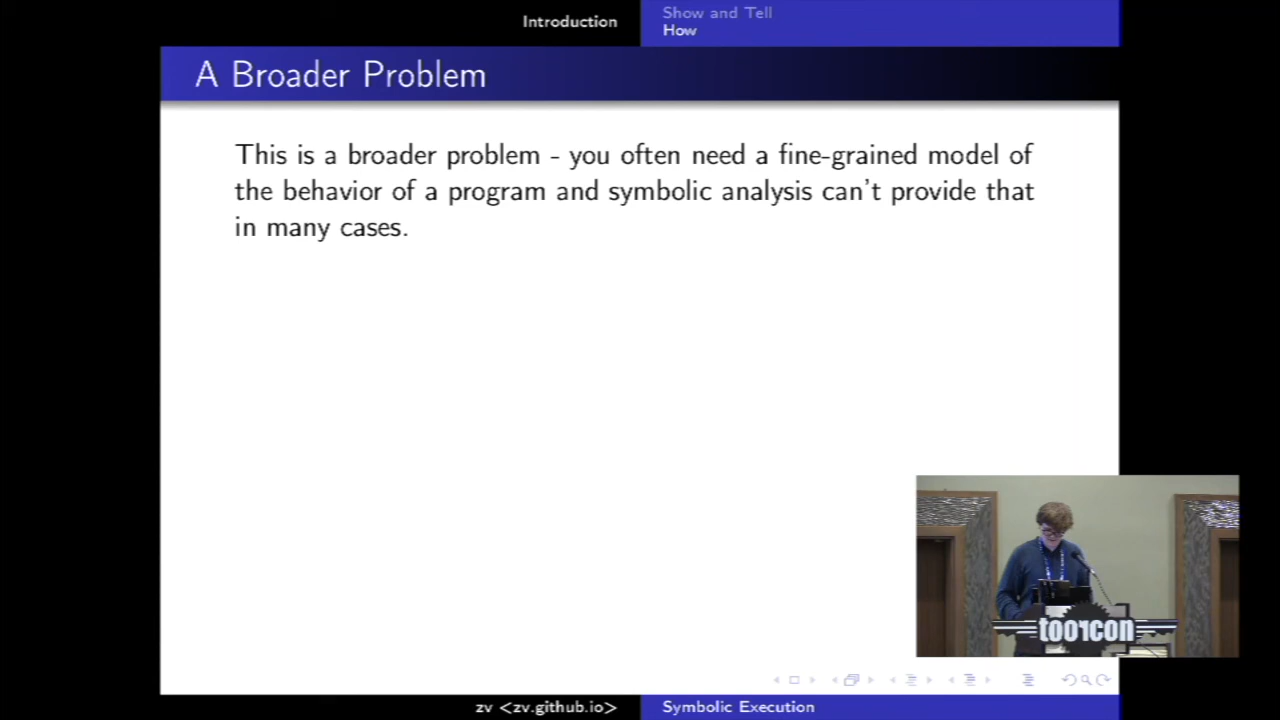 Introduction
Show and Tell
How
A Broader Problem
This is a broader problem - you often need a fine-grained model of
the behavior of a program and symbolic analysis can't provide that
in many cases.
toorcon
zv <zv.github.io>
Symbolic Execution